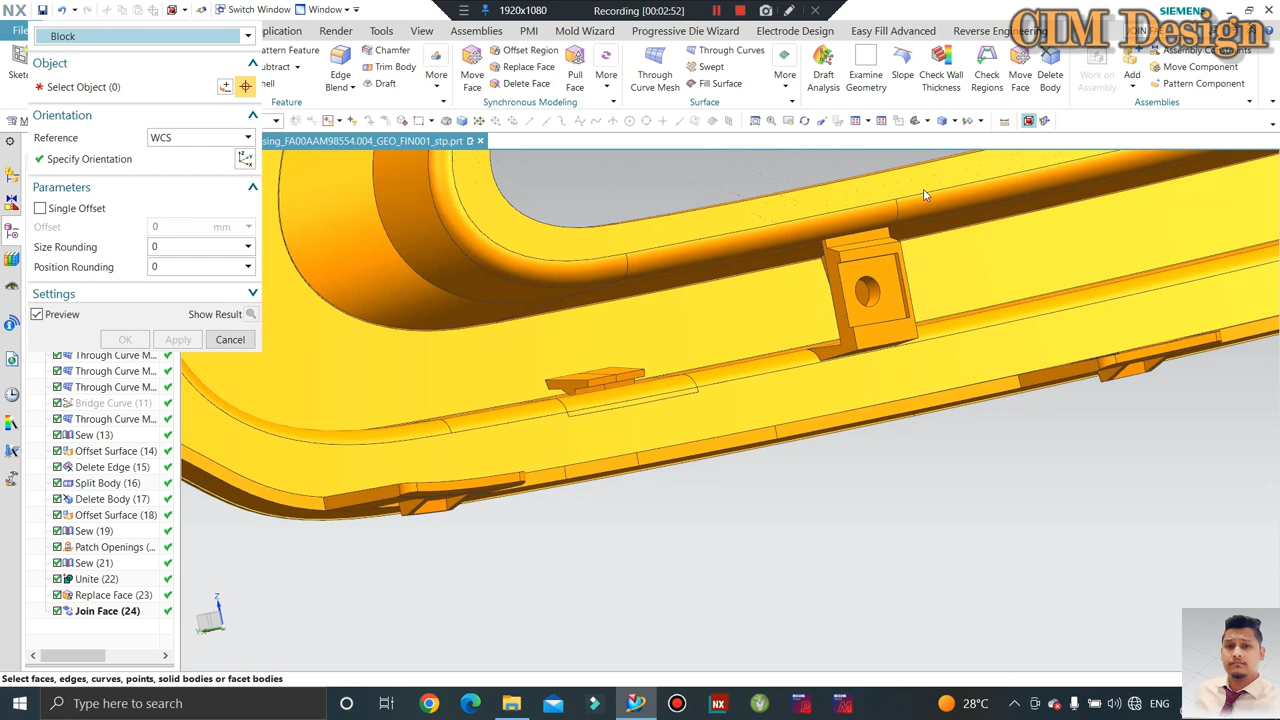 NX
Switch Window
Window
1920x1080
Recording [00:02:52]
SIEMENS
CIM Design
Block
File
Render
Tools
View
Assemblies
PMI
Mold Wizard
Progressive Die Wizard
Electrode Design
Easy Fill Advanced
Reverse Engineering
Pattern Feature
Subtract
Edge
Blend
Chamfer
Trim Body
Draft
More
Feature
Move
Face
Offset Region
Replace Face
Delete Face
Pull
Face
More
Synchronous Modeling
Through
Curve Mesh
Through Curves
Swept
Fill Surface
More
Surface
Draft
Analysis
Examine
Geometry
Slope
Check Wall
Thickness
Check
Regions
Move
Face
Delete
Body
Work on
Assembly
Add
Assembly Constraints
Move Component
Pattern Component
Assemblies
Object
Select Object (0)
Orientation
Reference
WCS
Specify Orientation
Parameters
Single Offset
Offset
0
mm
Size Rounding
0
Position Rounding
0
Settings
Preview
Show Result
OK
Apply
Cancel
sing_FA00AAM98554.004_GEO_FIN001_stp.prt
Through Curve M...
Through Curve M...
Through Curve M...
Bridge Curve (11)
Through Curve M...
Sew (13)
Offset Surface (14)
Delete Edge (15)
Split Body (16)
Delete Body (17)
Offset Surface (18)
Sew (19)
Patch Openings (...
Sew (21)
Unite (22)
Replace Face (23)
Join Face (24)
Z
Select faces, edges, curves, points, solid bodies or facet bodies
Type here to search
NX
28°C
ENG